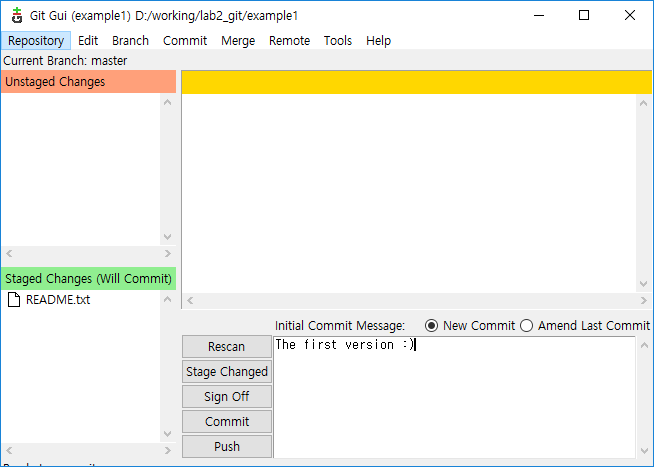 Git Gui (example1) D:/working/lab2_git/example1
Repository Edit Branch Commit Merge Remote Tools Help
Current Branch: master
Unstaged Changes
Staged Changes (Will Commit)
README.txt
Initial Commit Message: New Commit Amend Last Commit
The first version :)
Rescan
Stage Changed
Sign Off
Commit
Push